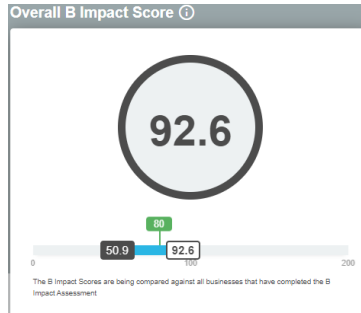 Overall B Impact Score
92.6
80
50.9 92.6
0 100 200
The B Impact Scores are being compared against all businesses that have completed the B
Impact Assessment